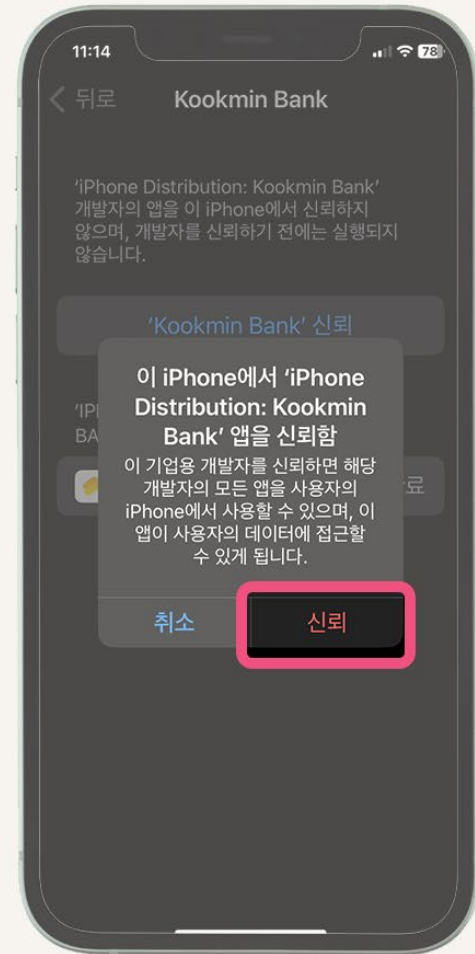 11:14
78
뒤로 Kookmin Bank
'iPhone Distribution: Kookmin Bank'
개발자의 앱을 이 iPhone에서 신뢰하지
않으며, 개발자를 신뢰하기 전에는 실행되지
않습니다.
'Kookmin Bank' 신뢰
'IP
BA
료
이 iPhone에서 'iPhone
Distribution: Kookmin
Bank' 앱을 신뢰함
이 기업용 개발자를 신뢰하면 해당
개발자의 모든 앱을 사용자의
iPhone에서 사용할 수 있으며, 이
앱이 사용자의 데이터에 접근할
수 있게 됩니다.
취소 신뢰